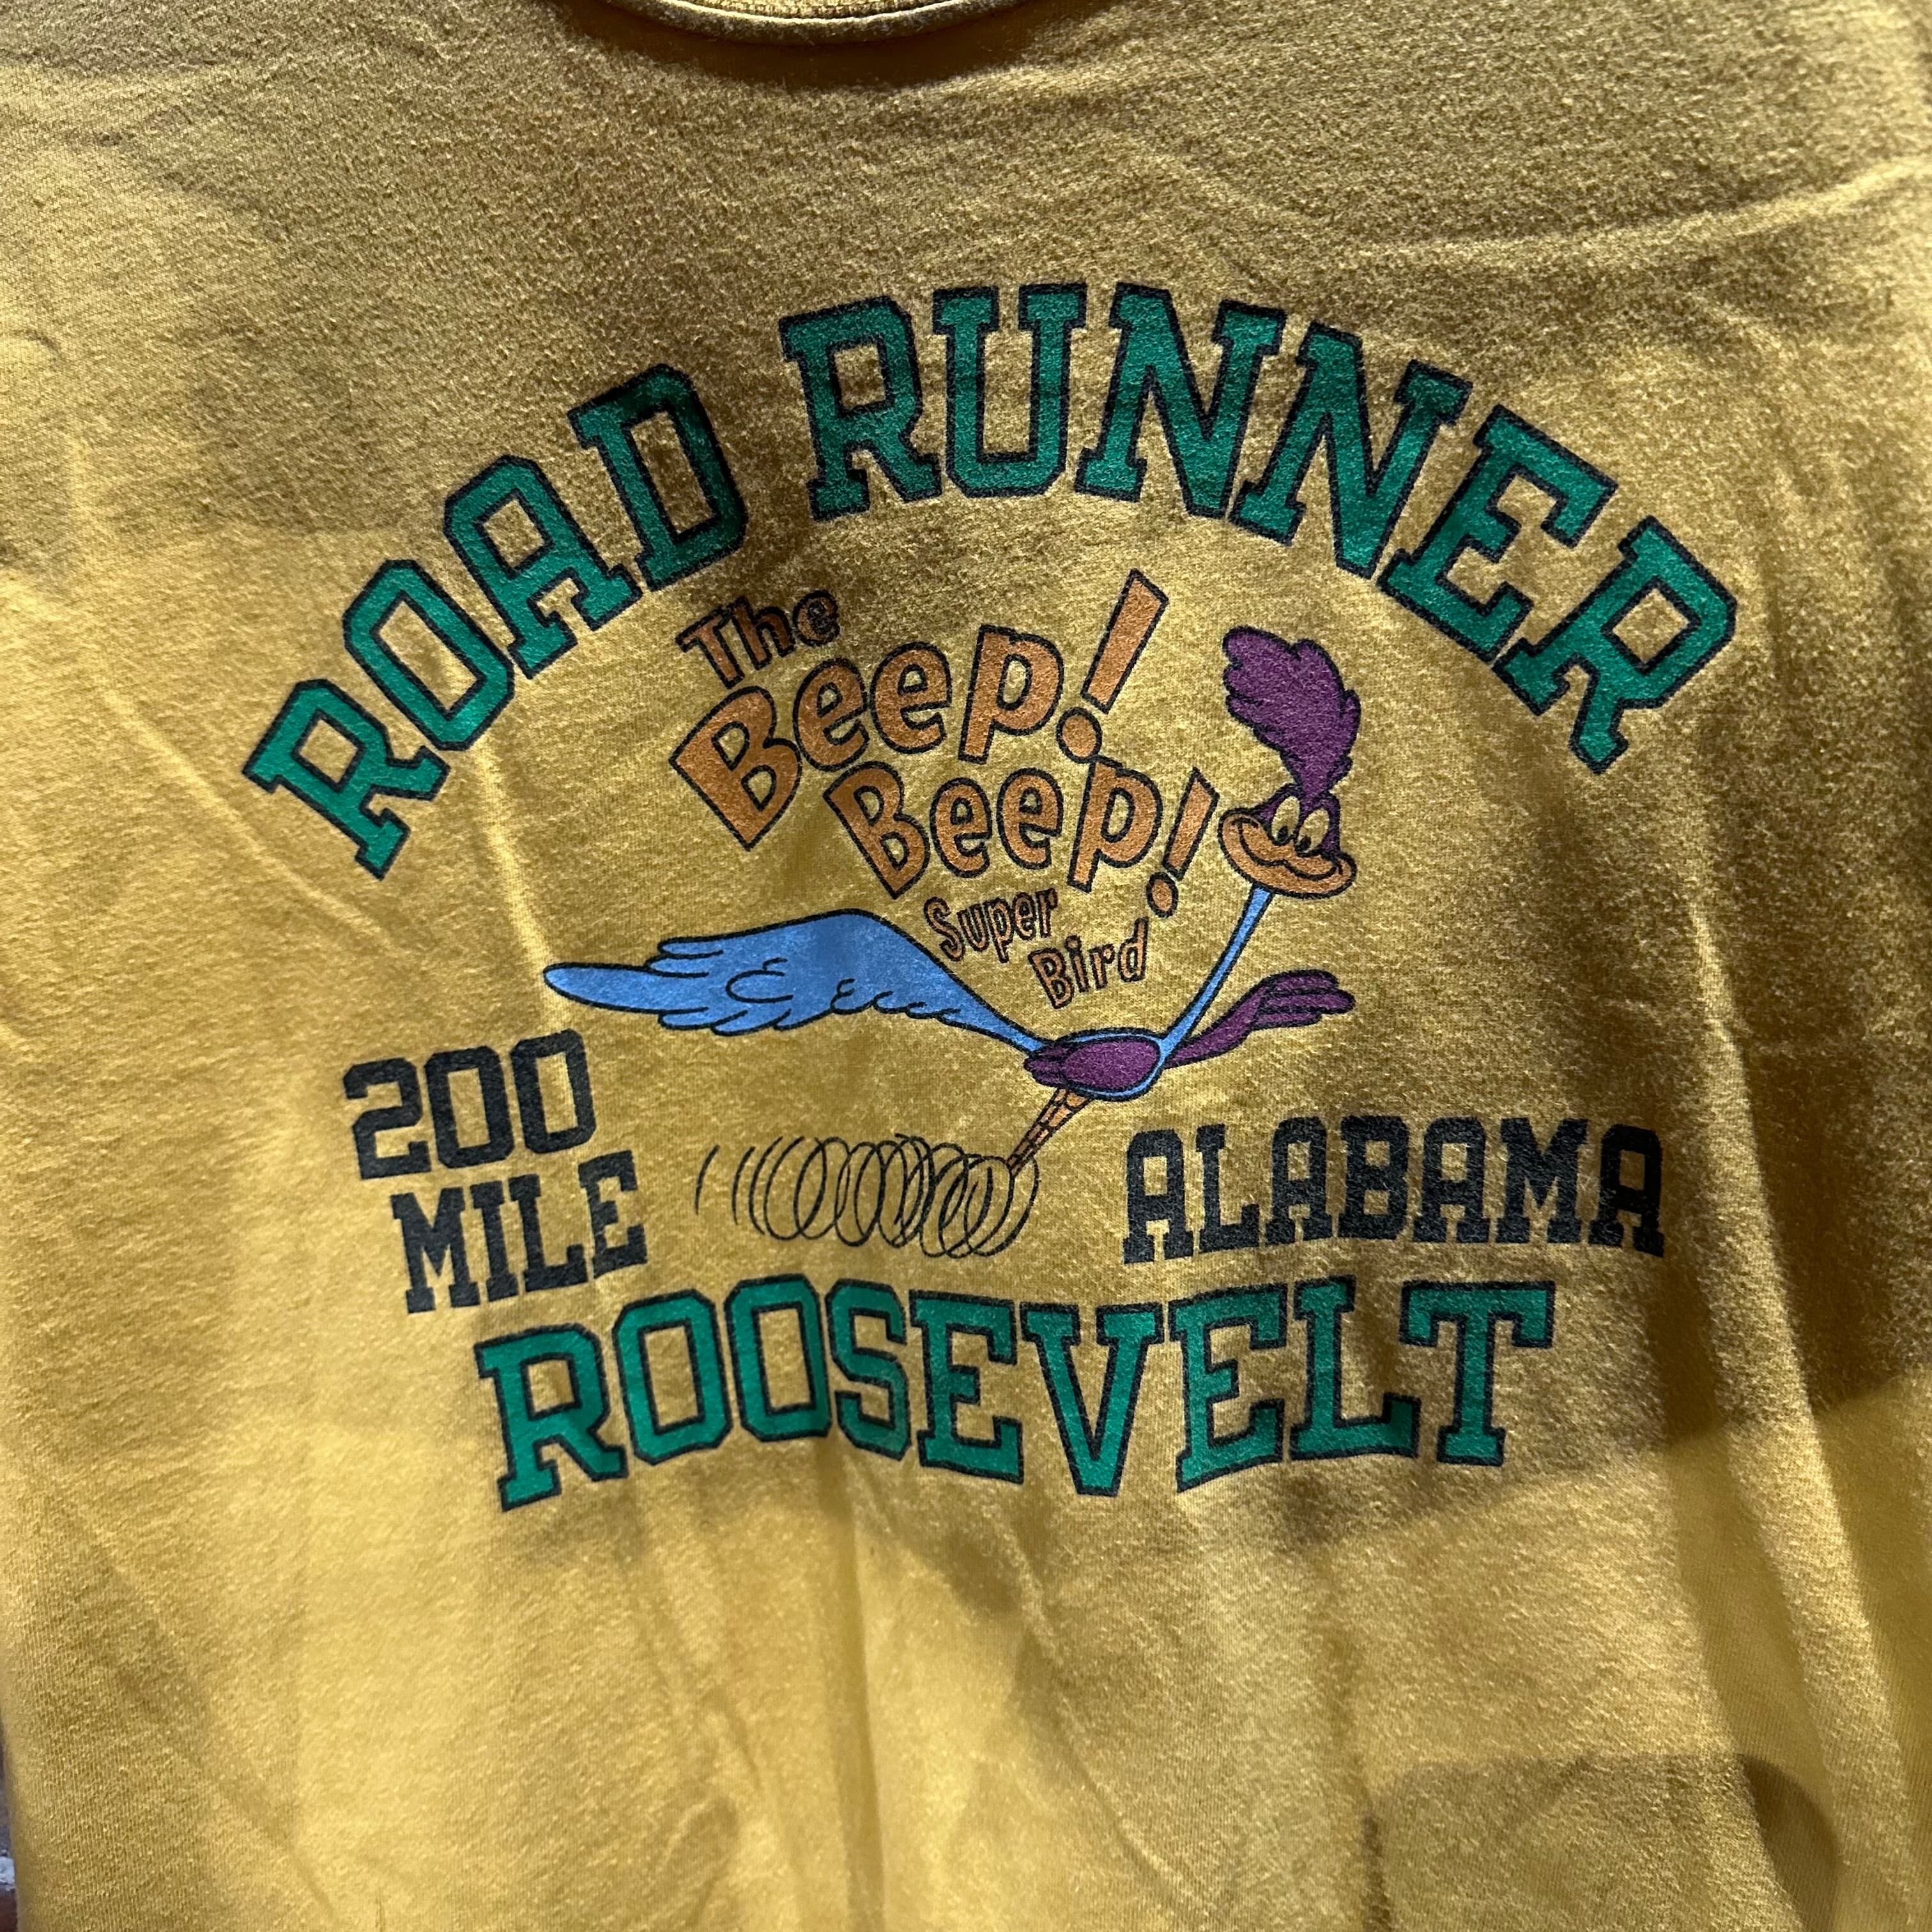 ROAD RUNNER
The
Beep!
Beep!
Super
Bird
200
MILE
ALABAMA
ROOSEVELT